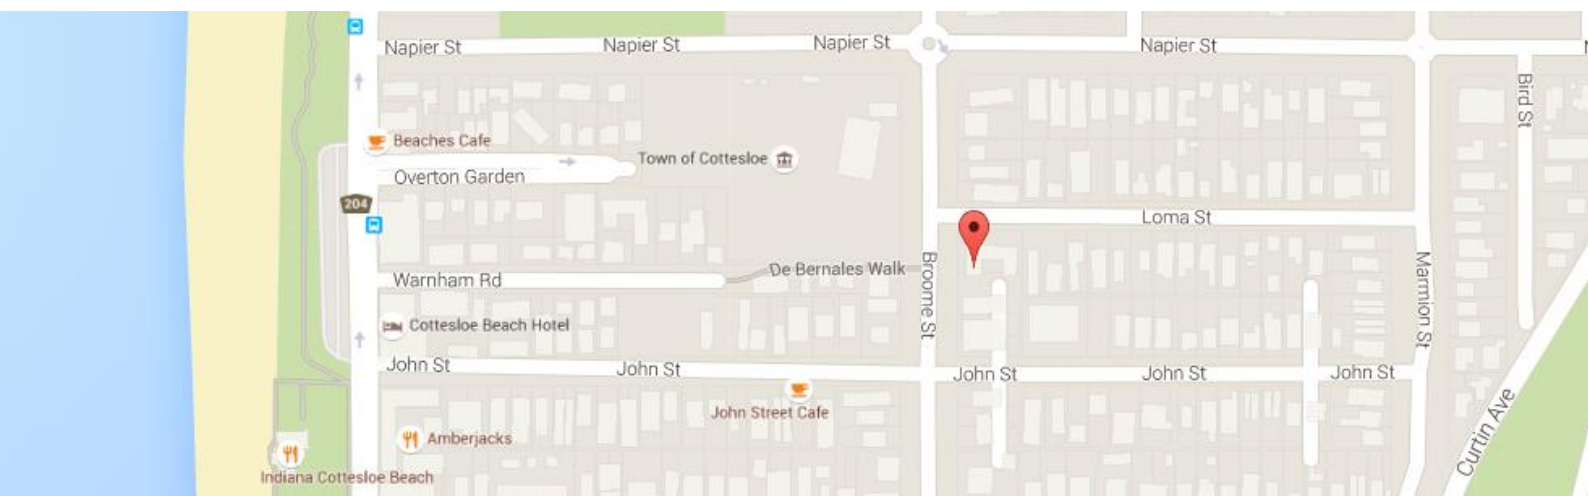 Napier St
Napier St
Napier St
Napier St
Bird St
Beaches Cafe
Town of Cottesloe
Overton Garden
204
Loma St
De Bernales Walk
Broome St
Marmion St
Warnham Rd
Cottesloe Beach Hotel
John St
John St
John St
John St
John St
John Street Cafe
Curtin Ave
Amberjacks
Indiana Cottesloe Beach